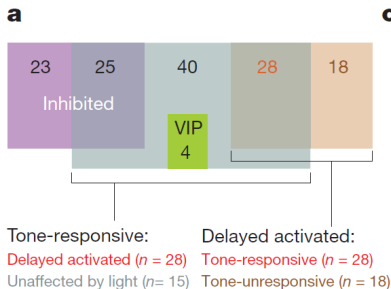 a
c
23 25 40 28 18
Inhibited
VIP
4
Tone-responsive:
Delayed activated (n = 28)
Unaffected by light (n= 15)
Delayed activated:
Tone-responsive (n = 28)
Tone-unresponsive (n = 18)